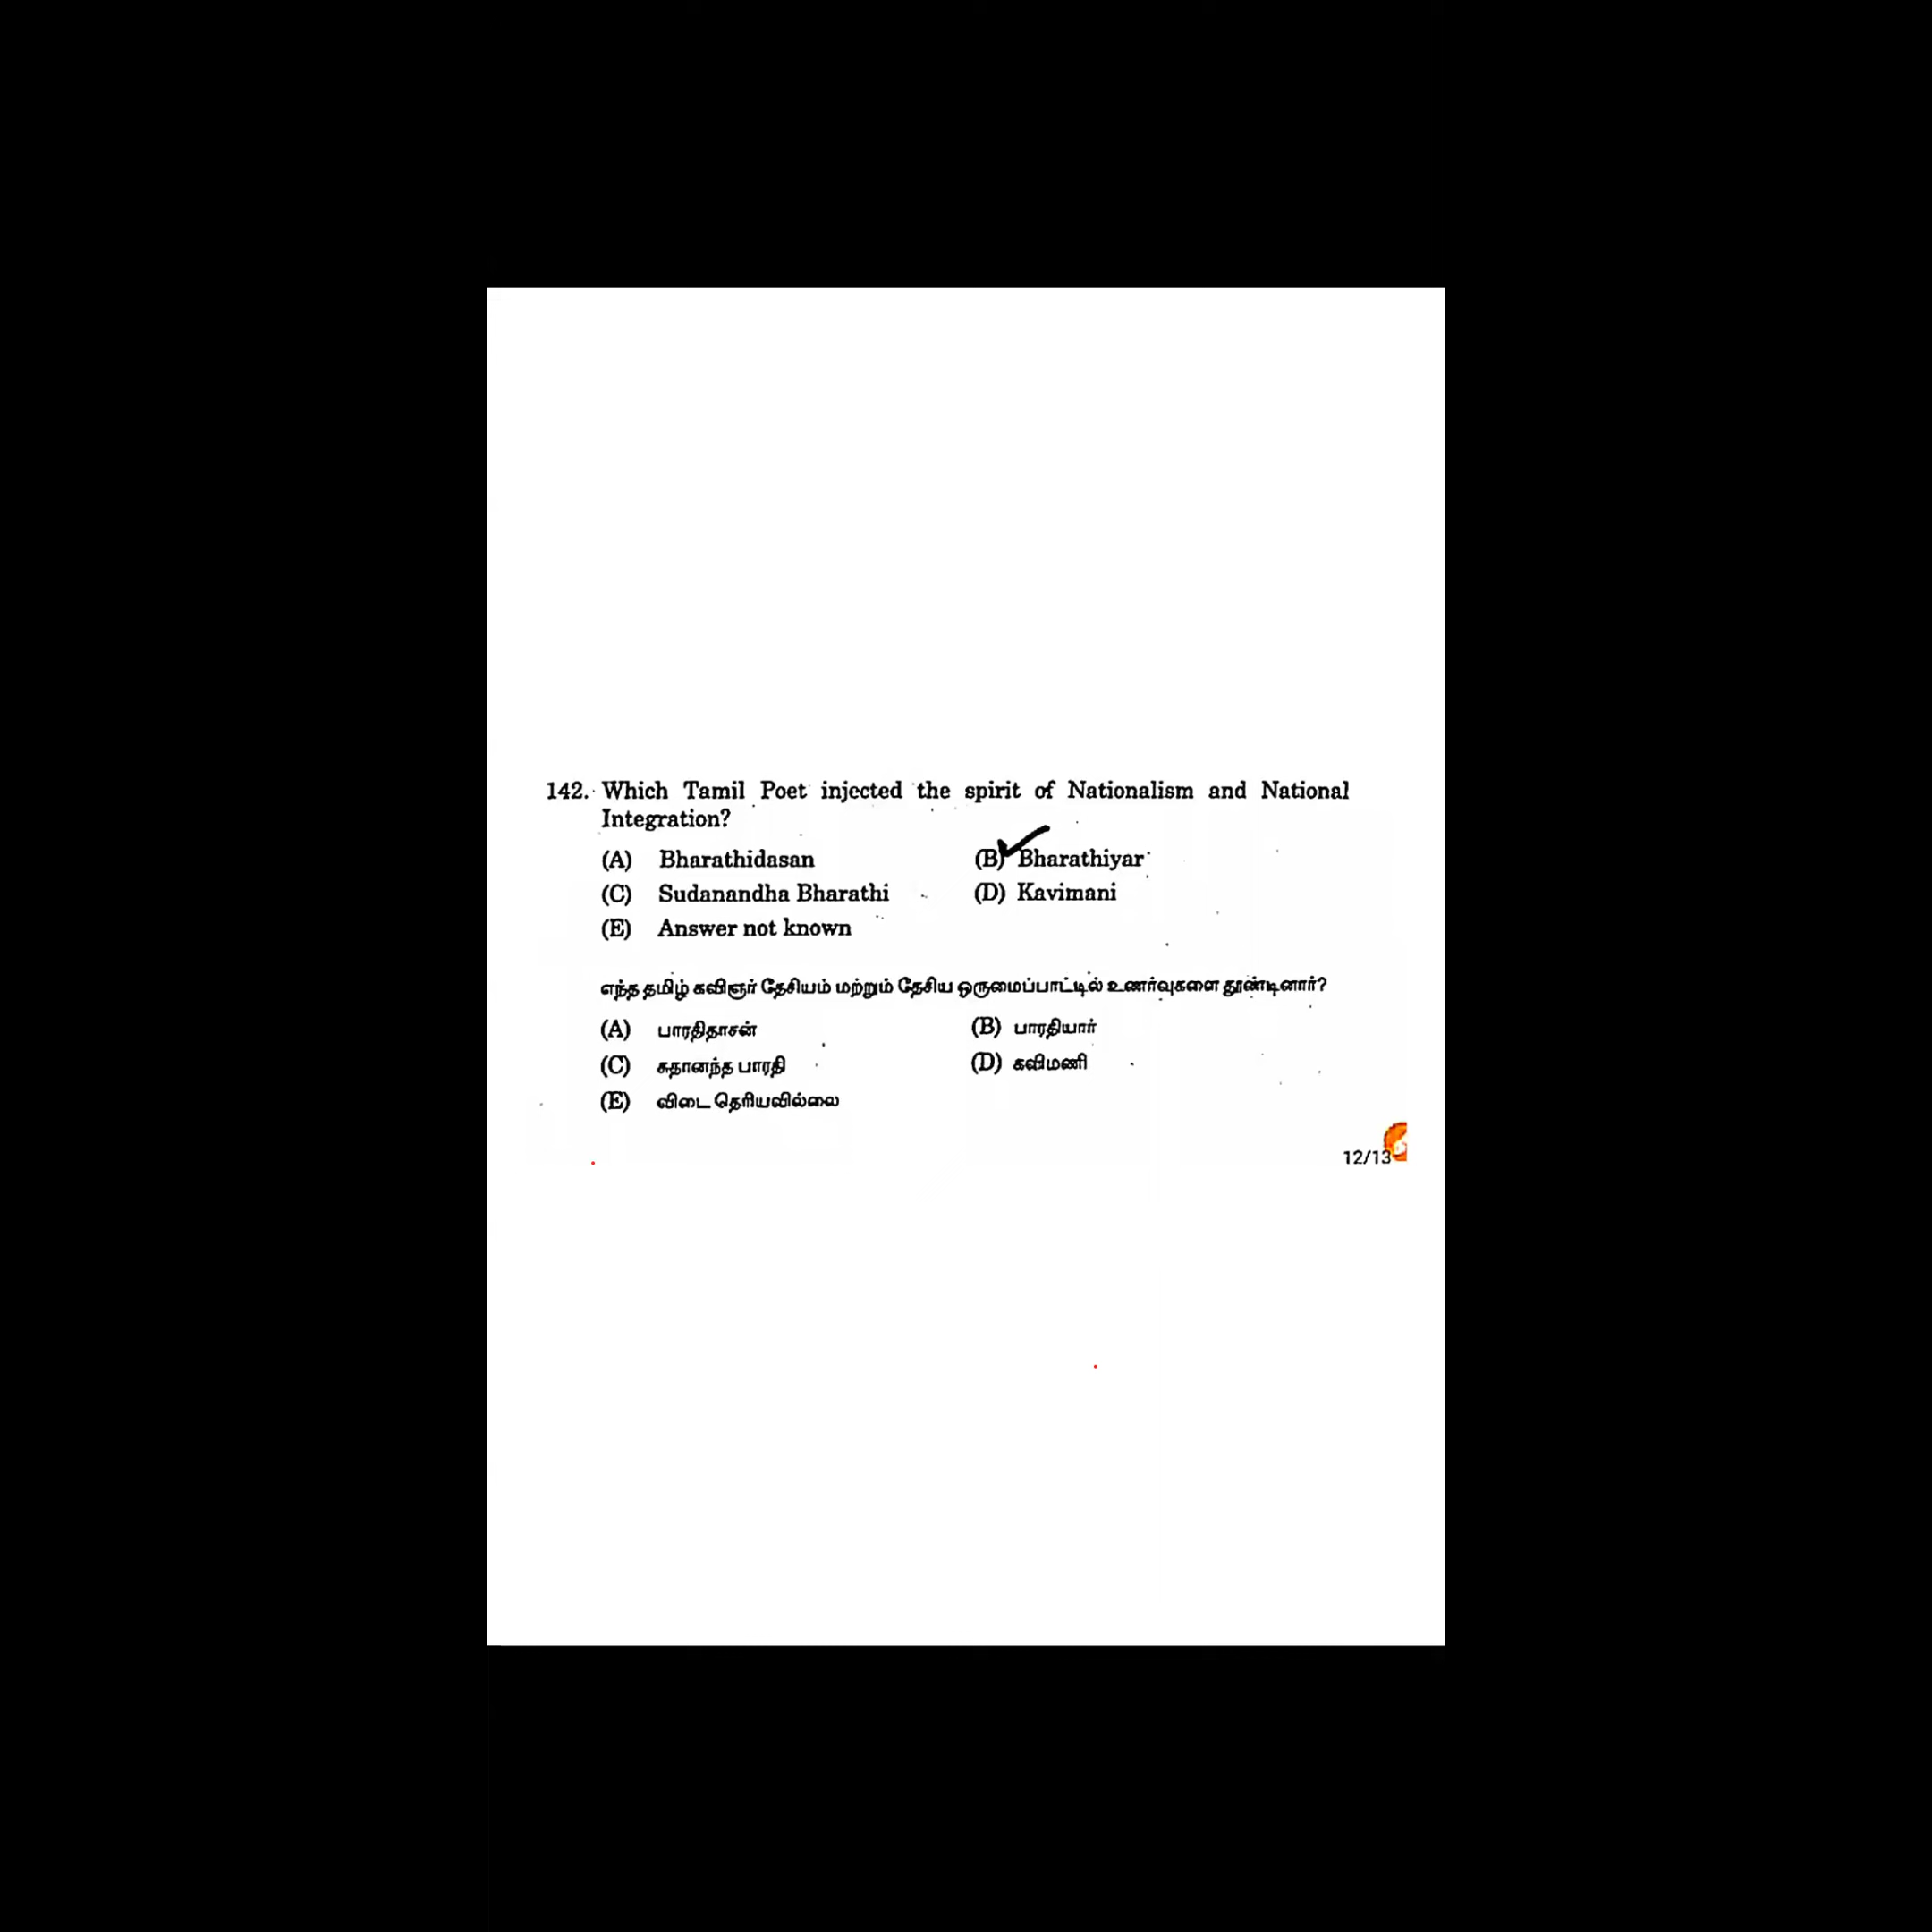 142. Which Tamil Poet injected the spirit of Nationalism and National
Integration?
(A) Bharathidasan (B) Bharathiyar
(C) Sudanandha Bharathi (D) Kavimani
(E) Answer not known
எந்த தமிழ் கவிஞர் தேசியம் மற்றும் தேசிய ஒருமைப்பாட்டில் உணர்வுகளை தூண்டினார்?
(A) பாரதிதாசன் (B) பாரதியார்
(C) சுதானந்த பாரதி (D) கவிமணி
(E) விடை தெரியவில்லை
12/13